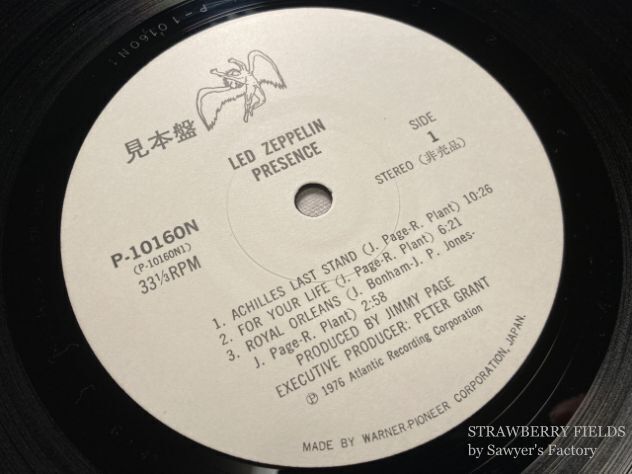 P-10160N1
見本盤
LED ZEPPELIN
PRESENCE
SIDE
1
STEREO (非売品)
P-10160N
(P-10160N1)
33⅓RPM
1. ACHILLES LAST STAND (J. Page-R. Plant) 10:26
2. FOR YOUR LIFE (J. Page-R. Plant) 6:21
3. ROYAL ORLEANS (J. Bonham-J. P. Jones-
J. Page-R. Plant) 2:58
PRODUCED BY JIMMY PAGE
EXECUTIVE PRODUCER: PETER GRANT
Ⓟ 1976 Atlantic Recording Corporation
MADE BY WARNER-PIONEER CORPORATION, JAPAN.
STRAWBERRY FIELDS
by Sawyer's Factory